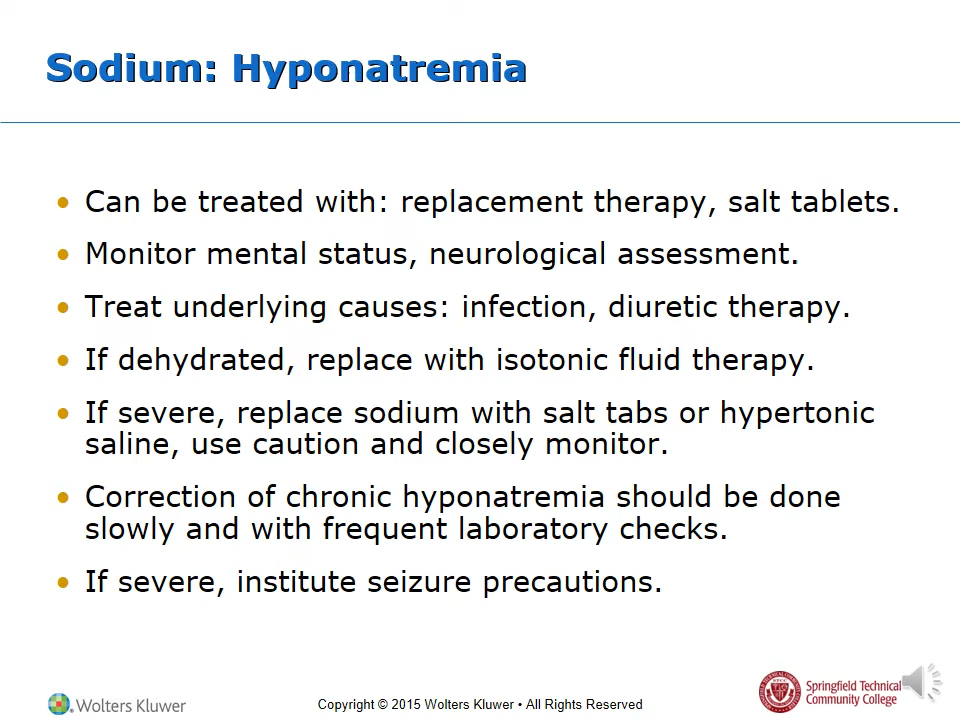 Sodium: Hyponatremia
• Can be treated with: replacement therapy, salt tablets.
• Monitor mental status, neurological assessment.
• Treat underlying causes: infection, diuretic therapy.
• If dehydrated, replace with isotonic fluid therapy.
• If severe, replace sodium with salt tabs or hypertonic
saline, use caution and closely monitor.
• Correction of chronic hyponatremia should be done
slowly and with frequent laboratory checks.
• If severe, institute seizure precautions.
Wolters Kluwer
Copyright © 2015 Wolters Kluwer • All Rights Reserved
Springfield Technical
Community College